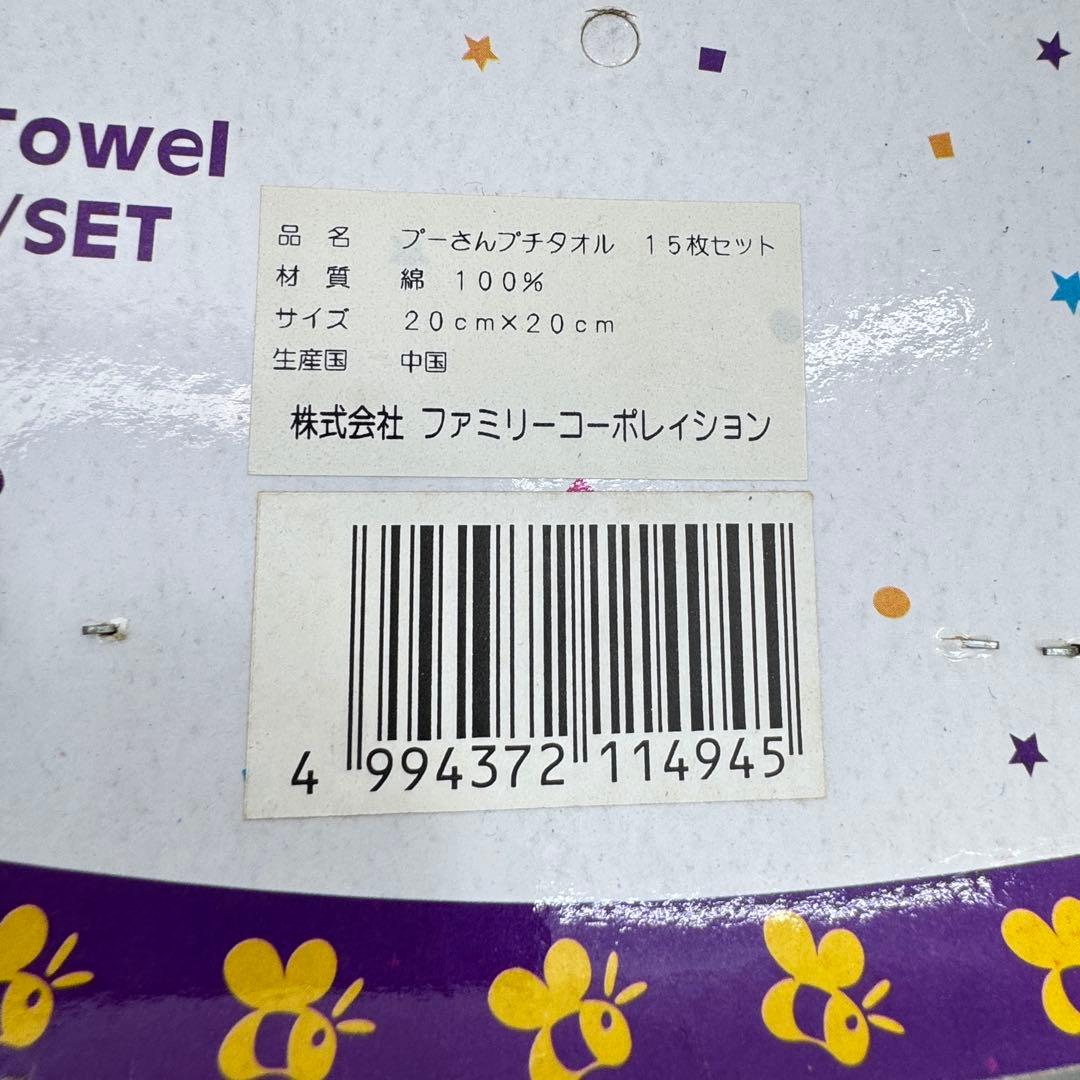 Towel
/SET
品 名 プーさんプチタオル 15枚セット
材 質 綿 100%
サイズ 20cm×20cm
生産国 中国
株式会社 ファミリーコーポレイション
4 994372 114945